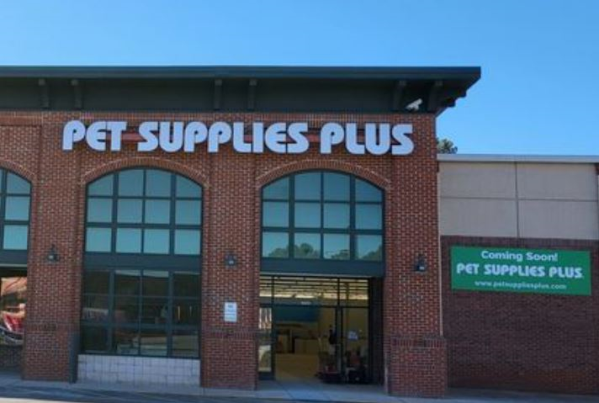 PET SUPPLIES PLUS
Coming Soon!
PET SUPPLIES PLUS.
www.petsuppliesplus.com